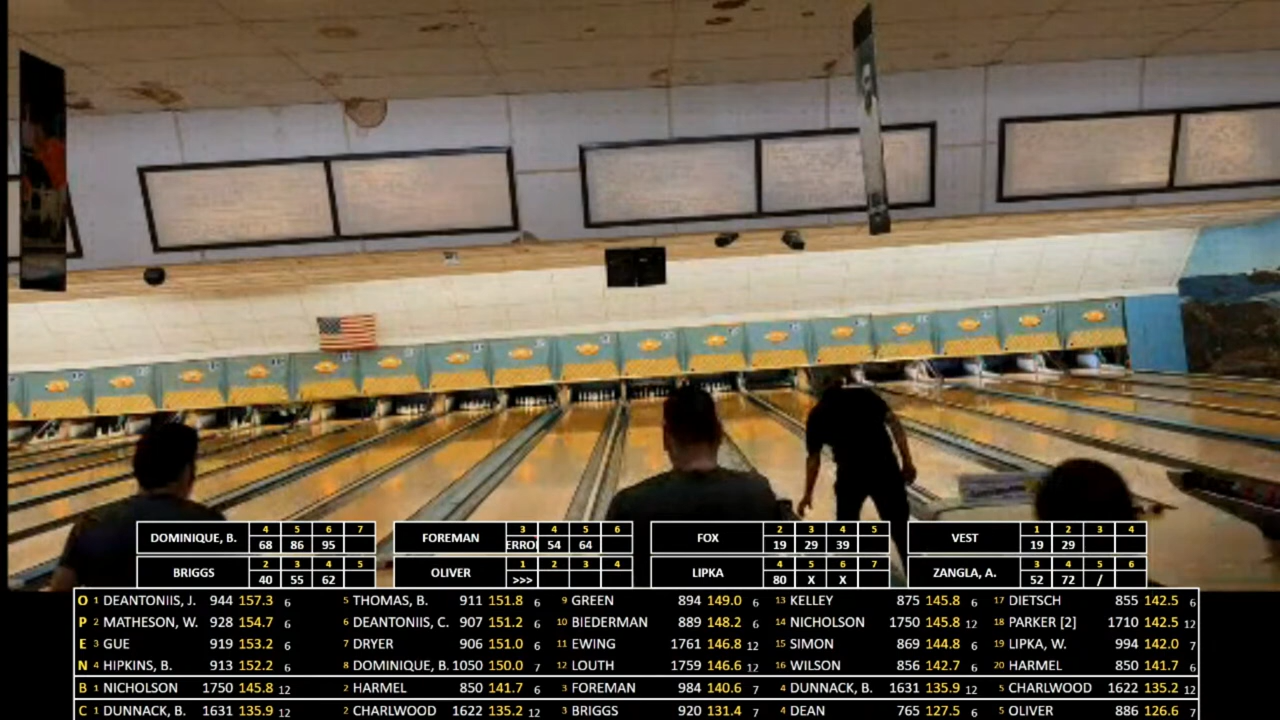 DOMINIQUE, B. 4 5 6 7 68 86 95
FOREMAN 3 4 5 6 ERRO 54 64
FOX 2 3 4 5 19 29 39
VEST 1 2 3 4 19 29
BRIGGS 2 3 4 5 40 55 62
OLIVER 1 2 3 4 >>>
LIPKA 4 5 6 7 80 X X
ZANGLA, A. 3 4 5 6 52 72 /
O 1 DEANTONIIS, J. 944 157.3 6 5 THOMAS, B. 911 151.8 6 9 GREEN 894 149.0 6 13 KELLEY 875 145.8 6 17 DIETSCH 855 142.5 6
P 2 MATHESON, W. 928 154.7 6 6 DEANTONIIS, C. 907 151.2 6 10 BIEDERMAN 889 148.2 6 14 NICHOLSON 1750 145.8 12 18 PARKER [2] 1710 142.5 12
E 3 GUE 919 153.2 6 7 DRYER 906 151.0 6 11 EWING 1761 146.8 12 15 SIMON 869 144.8 6 19 LIPKA, W. 994 142.0 7
N 4 HIPKINS, B. 913 152.2 6 8 DOMINIQUE, B. 1050 150.0 7 12 LOUTH 1759 146.6 12 16 WILSON 856 142.7 6 20 HARMEL 850 141.7 6
B 1 NICHOLSON 1750 145.8 12 2 HARMEL 850 141.7 6 3 FOREMAN 984 140.6 7 4 DUNNACK, B. 1631 135.9 12 5 CHARLWOOD 1622 135.2 12
C 1 DUNNACK, B. 1631 135.9 12 2 CHARLWOOD 1622 135.2 12 3 BRIGGS 920 131.4 7 4 DEAN 765 127.5 6 5 OLIVER 886 126.6 7